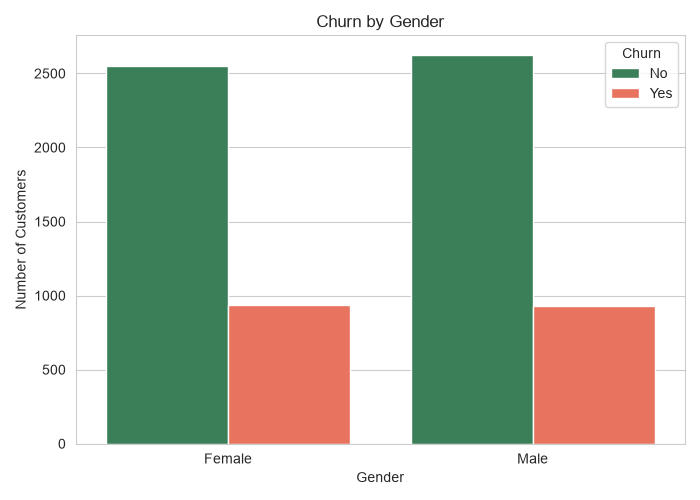 Churn by Gender
Churn
No
Yes
Number of Customers
2500
2000
1500
1000
500
0
Female
Male
Gender